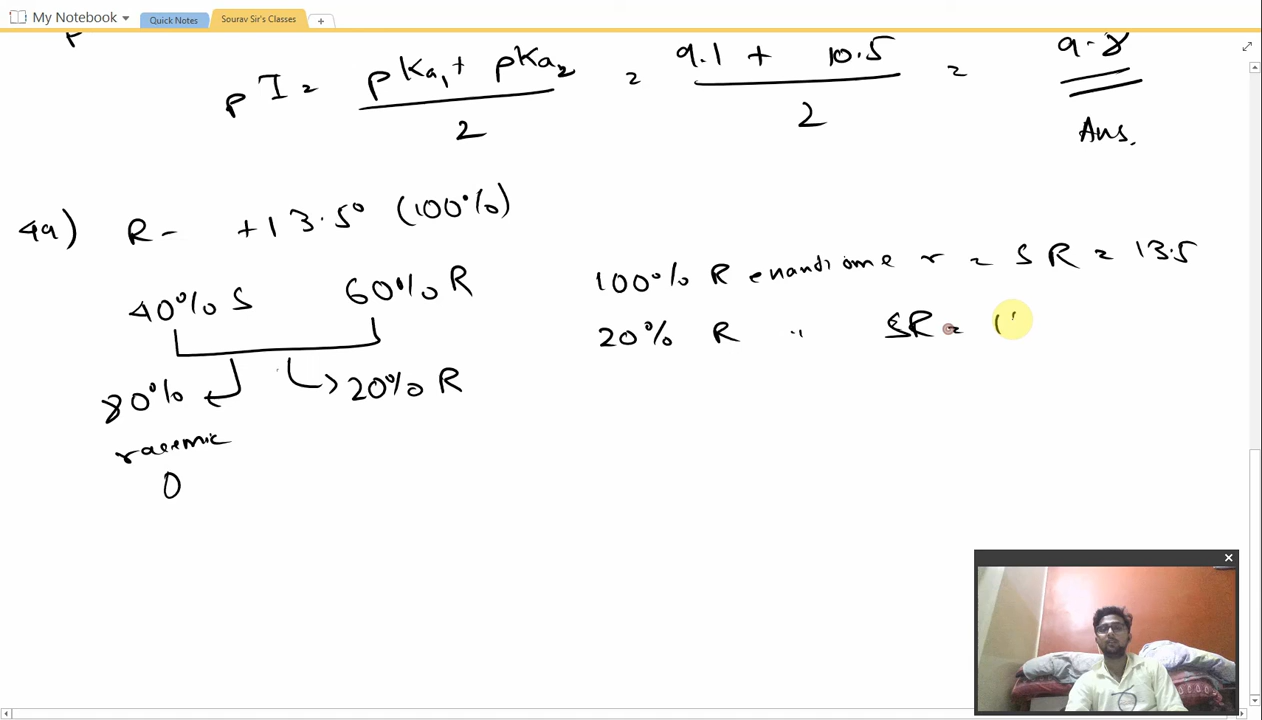 My Notebook
Quick Notes
Sourav Sir's Classes
pI = pKa1 + pKa2 / 2 = 9.1 + 10.5 / 2 = 9.8
Ans.
4a) R - +13.5° (100%)
100% R enantiomer = SR = 13.5
40% S 60% R
20% R " SR = (
80% 20% R
racemic
0